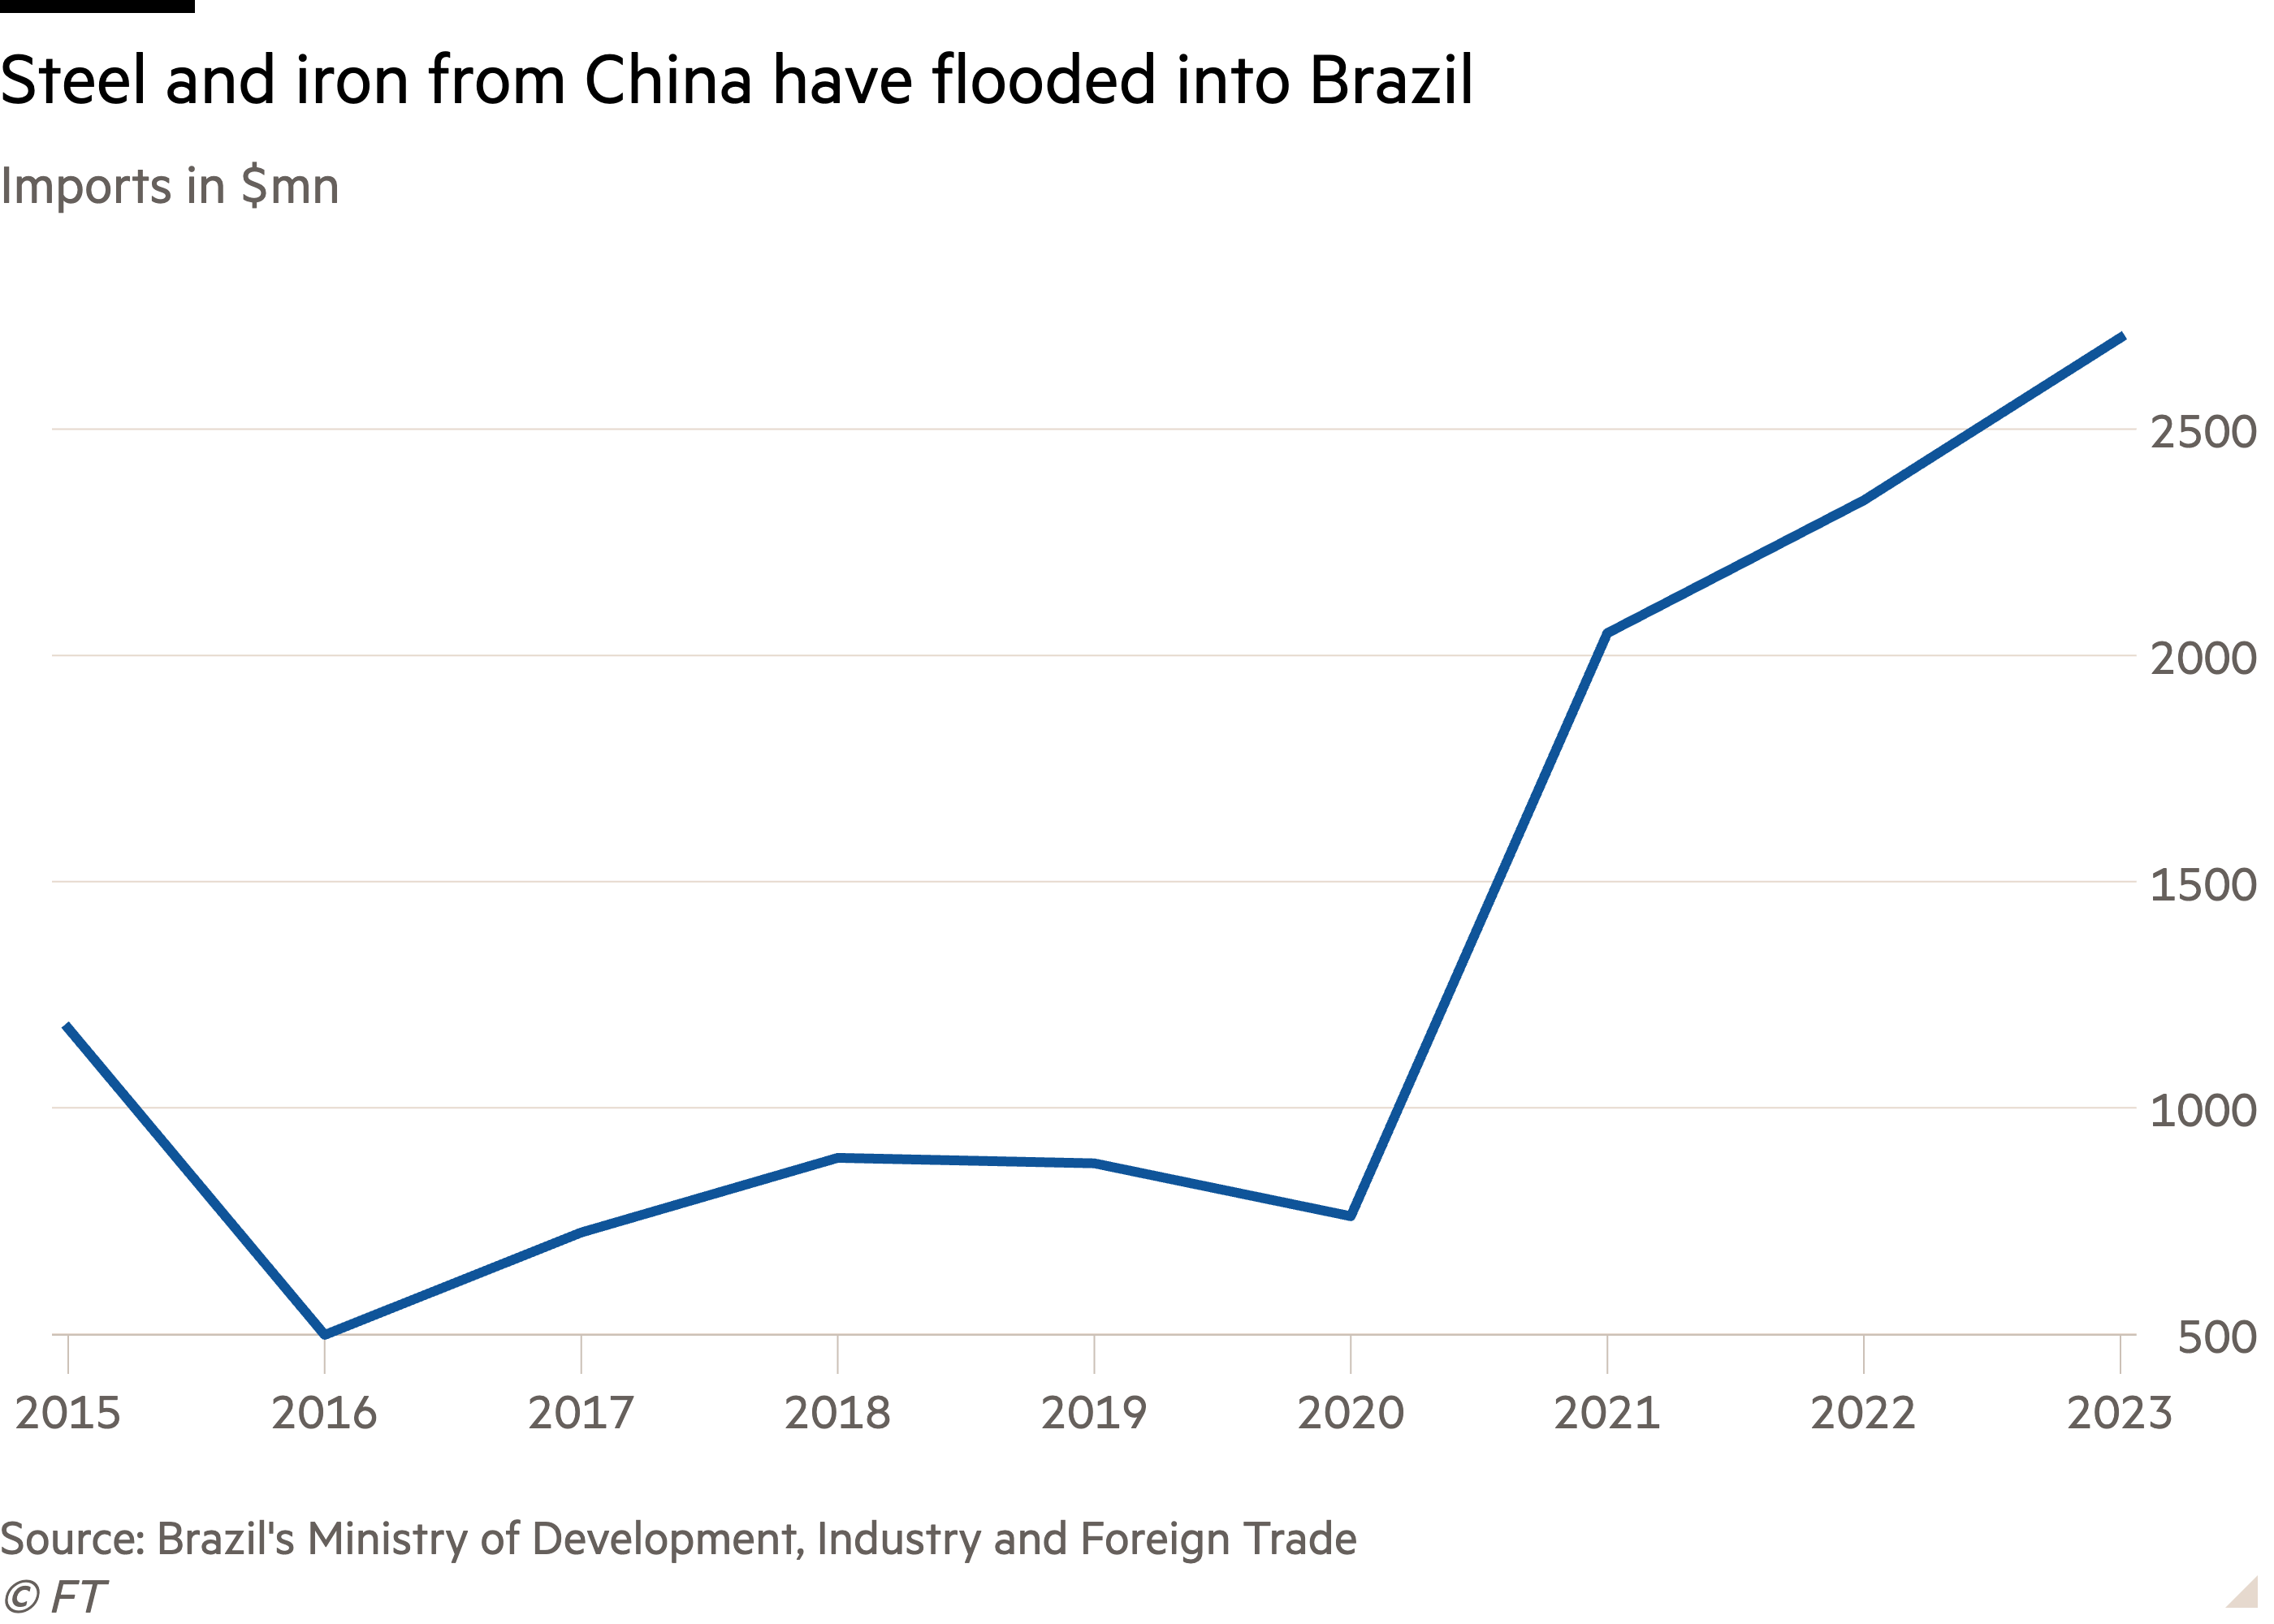 Steel and iron from China have flooded into Brazil
Imports in $mn
2500
2000
1500
1000
500
2015 2016 2017 2018 2019 2020 2021 2022 2023
Source: Brazil's Ministry of Development, Industry and Foreign Trade
© FT